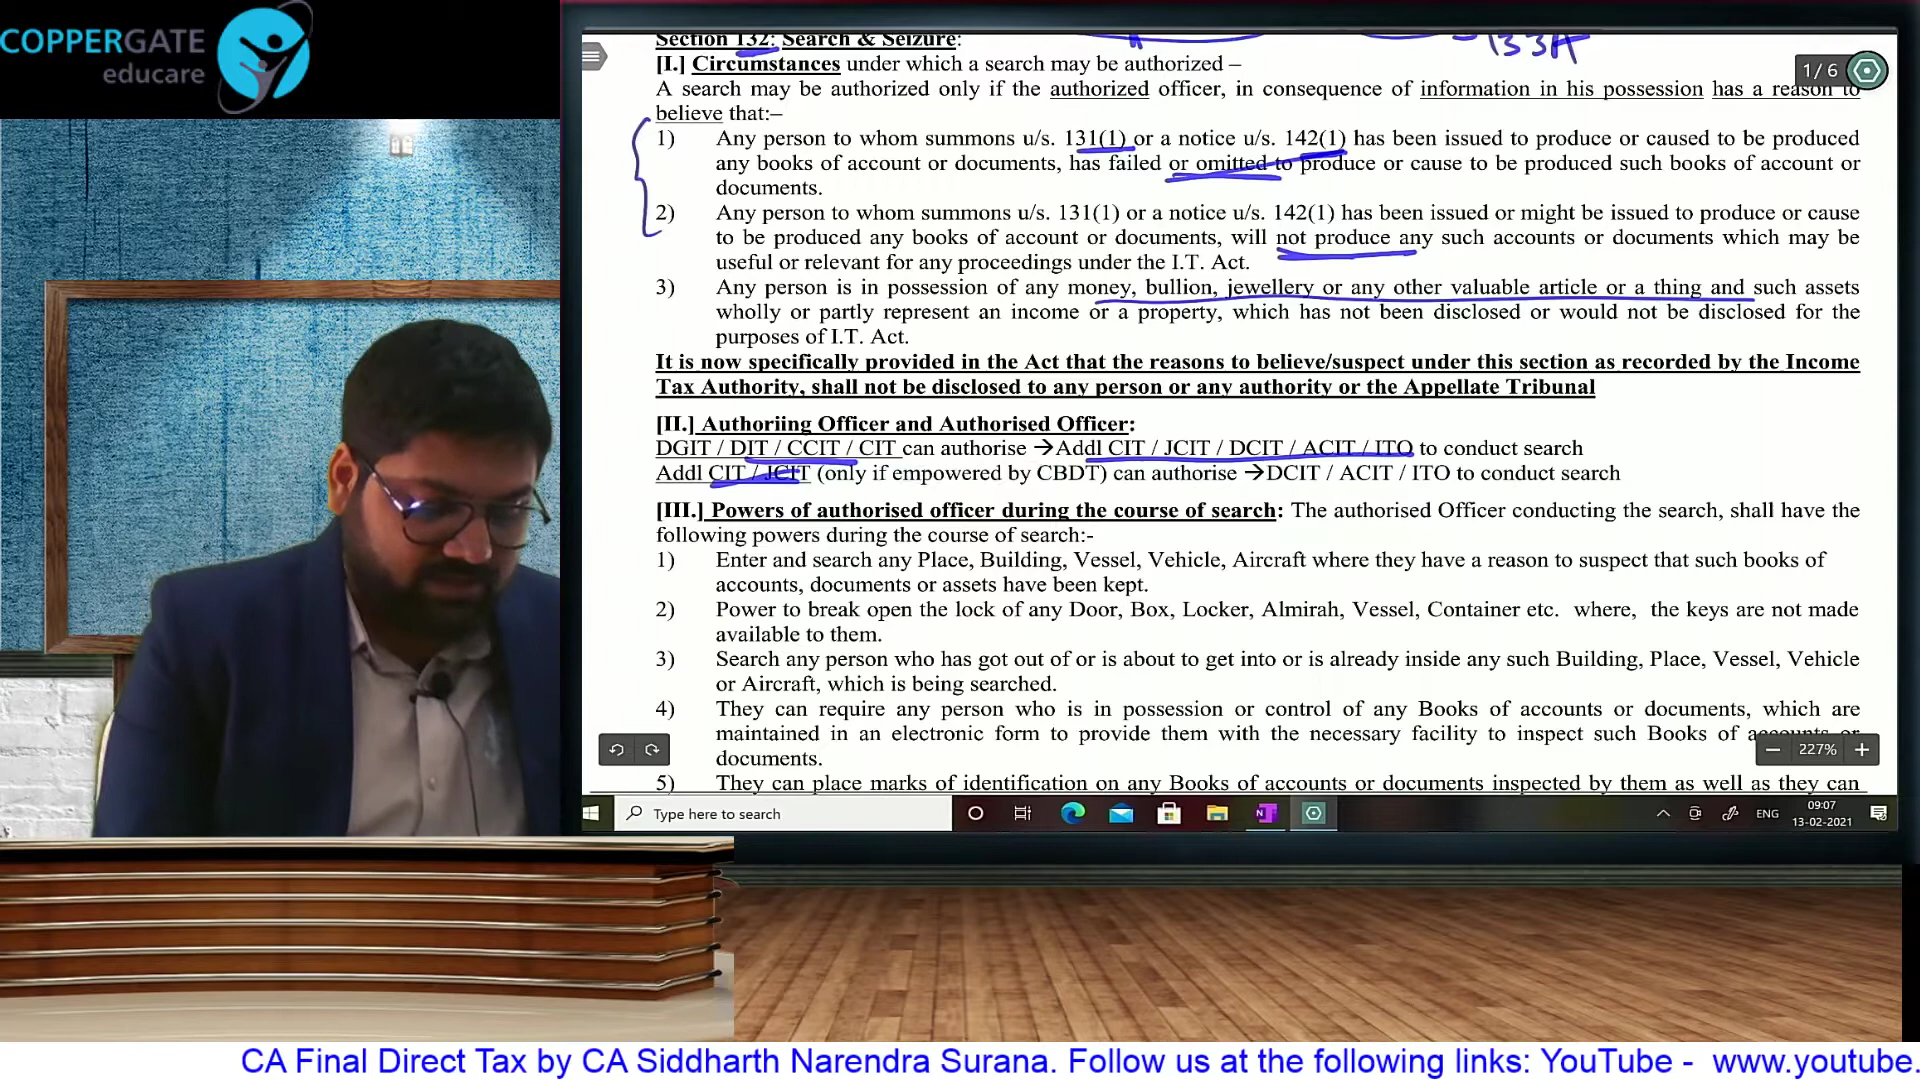 COPPERGATE
educare
133A
Section 132: Search & Seizure:
[I.] Circumstances under which a search may be authorized –
1 / 6
A search may be authorized only if the authorized officer, in consequence of information in his possession has a reason to
believe that:–
1) Any person to whom summons u/s. 131(1) or a notice u/s. 142(1) has been issued to produce or caused to be produced
any books of account or documents, has failed or omitted to produce or cause to be produced such books of account or
documents.
2) Any person to whom summons u/s. 131(1) or a notice u/s. 142(1) has been issued or might be issued to produce or cause
to be produced any books of account or documents, will not produce any such accounts or documents which may be
useful or relevant for any proceedings under the I.T. Act.
3) Any person is in possession of any money, bullion, jewellery or any other valuable article or a thing and such assets
wholly or partly represent an income or a property, which has not been disclosed or would not be disclosed for the
purposes of I.T. Act.
It is now specifically provided in the Act that the reasons to believe/suspect under this section as recorded by the Income
Tax Authority, shall not be disclosed to any person or any authority or the Appellate Tribunal
[II.] Authoriing Officer and Authorised Officer:
DGIT / DIT / CCIT / CIT can authorise →Addl CIT / JCIT / DCIT / ACIT / ITO to conduct search
Addl CIT / JCIT (only if empowered by CBDT) can authorise →DCIT / ACIT / ITO to conduct search
[III.] Powers of authorised officer during the course of search: The authorised Officer conducting the search, shall have the
following powers during the course of search:-
1) Enter and search any Place, Building, Vessel, Vehicle, Aircraft where they have a reason to suspect that such books of
accounts, documents or assets have been kept.
2) Power to break open the lock of any Door, Box, Locker, Almirah, Vessel, Container etc. where, the keys are not made
available to them.
3) Search any person who has got out of or is about to get into or is already inside any such Building, Place, Vessel, Vehicle
or Aircraft, which is being searched.
4) They can require any person who is in possession or control of any Books of accounts or documents, which are
maintained in an electronic form to provide them with the necessary facility to inspect such Books of accounts or
documents.
227%
5) They can place marks of identification on any Books of accounts or documents inspected by them as well as they can
Type here to search
ENG
09:07
13-02-2021
CA Final Direct Tax by CA Siddharth Narendra Surana. Follow us at the following links: YouTube - www.youtube.